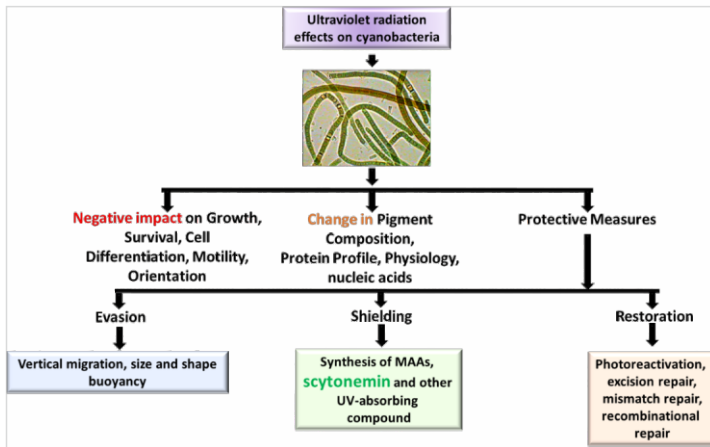 Ultraviolet radiation
effects on cyanobacteria
Negative impact on Growth,
Survival, Cell
Differentiation, Motility,
Orientation
Change in Pigment
Composition,
Protein Profile, Physiology,
nucleic acids
Protective Measures
Evasion
Shielding
Restoration
Vertical migration, size and shape
buoyancy
Synthesis of MAAs,
scytonemin and other
UV-absorbing
compound
Photoreactivation,
excision repair,
mismatch repair,
recombinational
repair